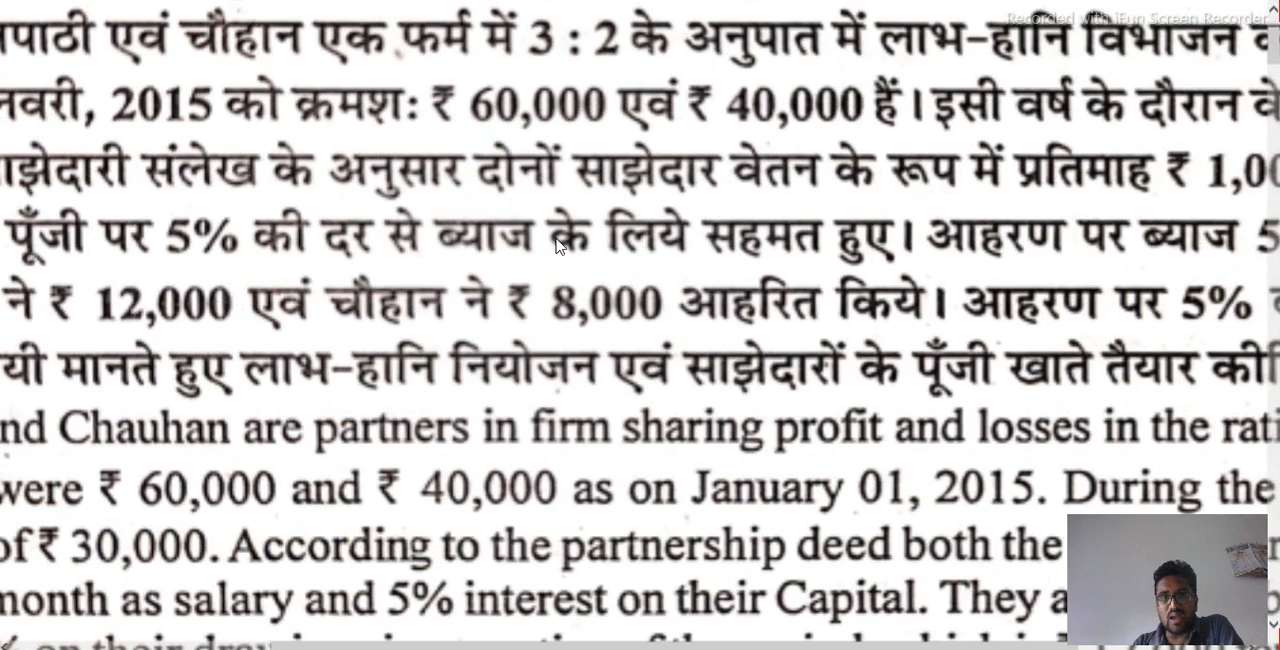 Recorded with iFun Screen Recorder
पाठी एवं चौहान एक फर्म में 3 : 2 के अनुपात में लाभ-हानि विभाजन
2015 को क्रमश: ₹ 60,000 एवं ₹ 40,000 हैं। इसी वर्ष के दौरान
संलेख के अनुसार दोनों साझेदार वेतन के रूप में प्रतिमाह ₹ 1,0
पूँजी पर 5% की दर से ब्याज के लिये सहमत हुए। आहरण पर ब्याज 5
ने ₹ 12,000 एवं चौहान ने ₹ 8,000 आहरित किये। आहरण पर 5%
यी मानते हुए लाभ-हानि नियोजन एवं साझेदारों के पूँजी खाते तैयार की
nd Chauhan are partners in firm sharing profit and losses in the rat
were ₹ 60,000 and ₹ 40,000 as on January 01, 2015. During the
of ₹ 30,000. According to the partnership deed both the
month as salary and 5% interest on their Capital. They a